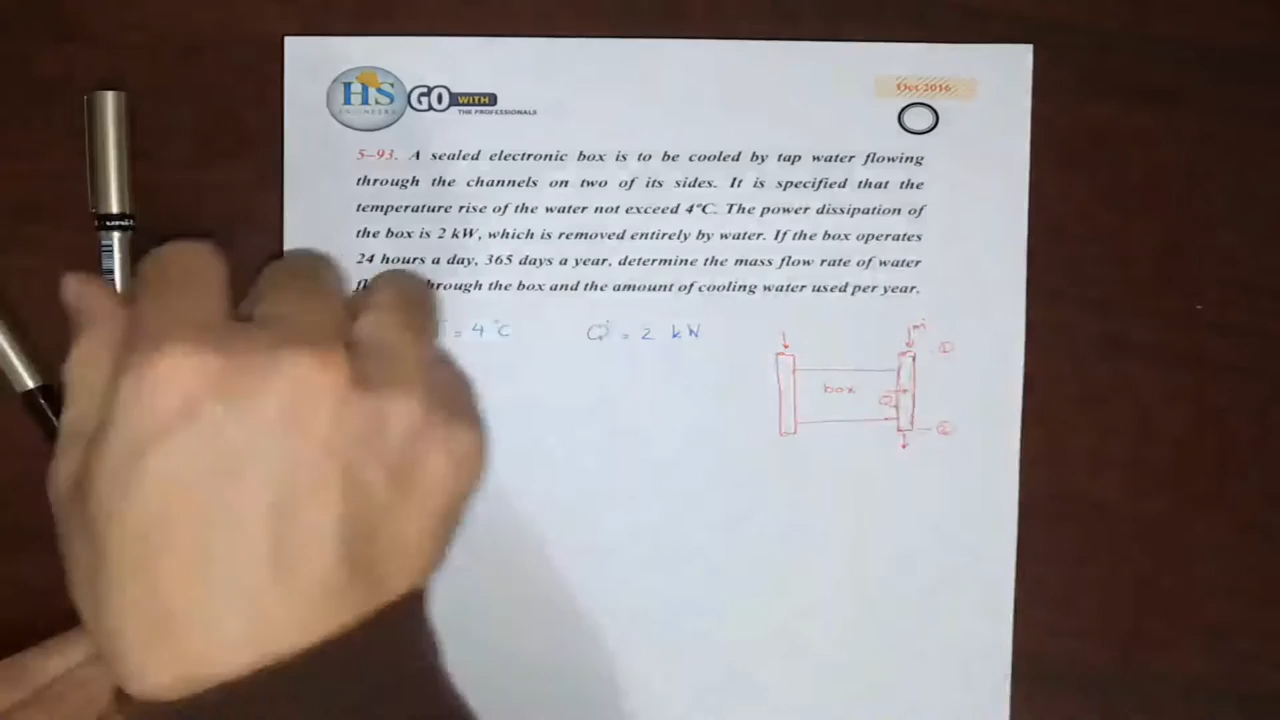 HS
ENGINEERS
GO WITH
THE PROFESSIONALS
Oct 2016
5–93. A sealed electronic box is to be cooled by tap water flowing
through the channels on two of its sides. It is specified that the
temperature rise of the water not exceed 4°C. The power dissipation of
the box is 2 kW, which is removed entirely by water. If the box operates
24 hours a day, 365 days a year, determine the mass flow rate of water
through the box and the amount of cooling water used per year.
= 4 °C Q̇ = 2 kW
ṁ
①
box
Q
②